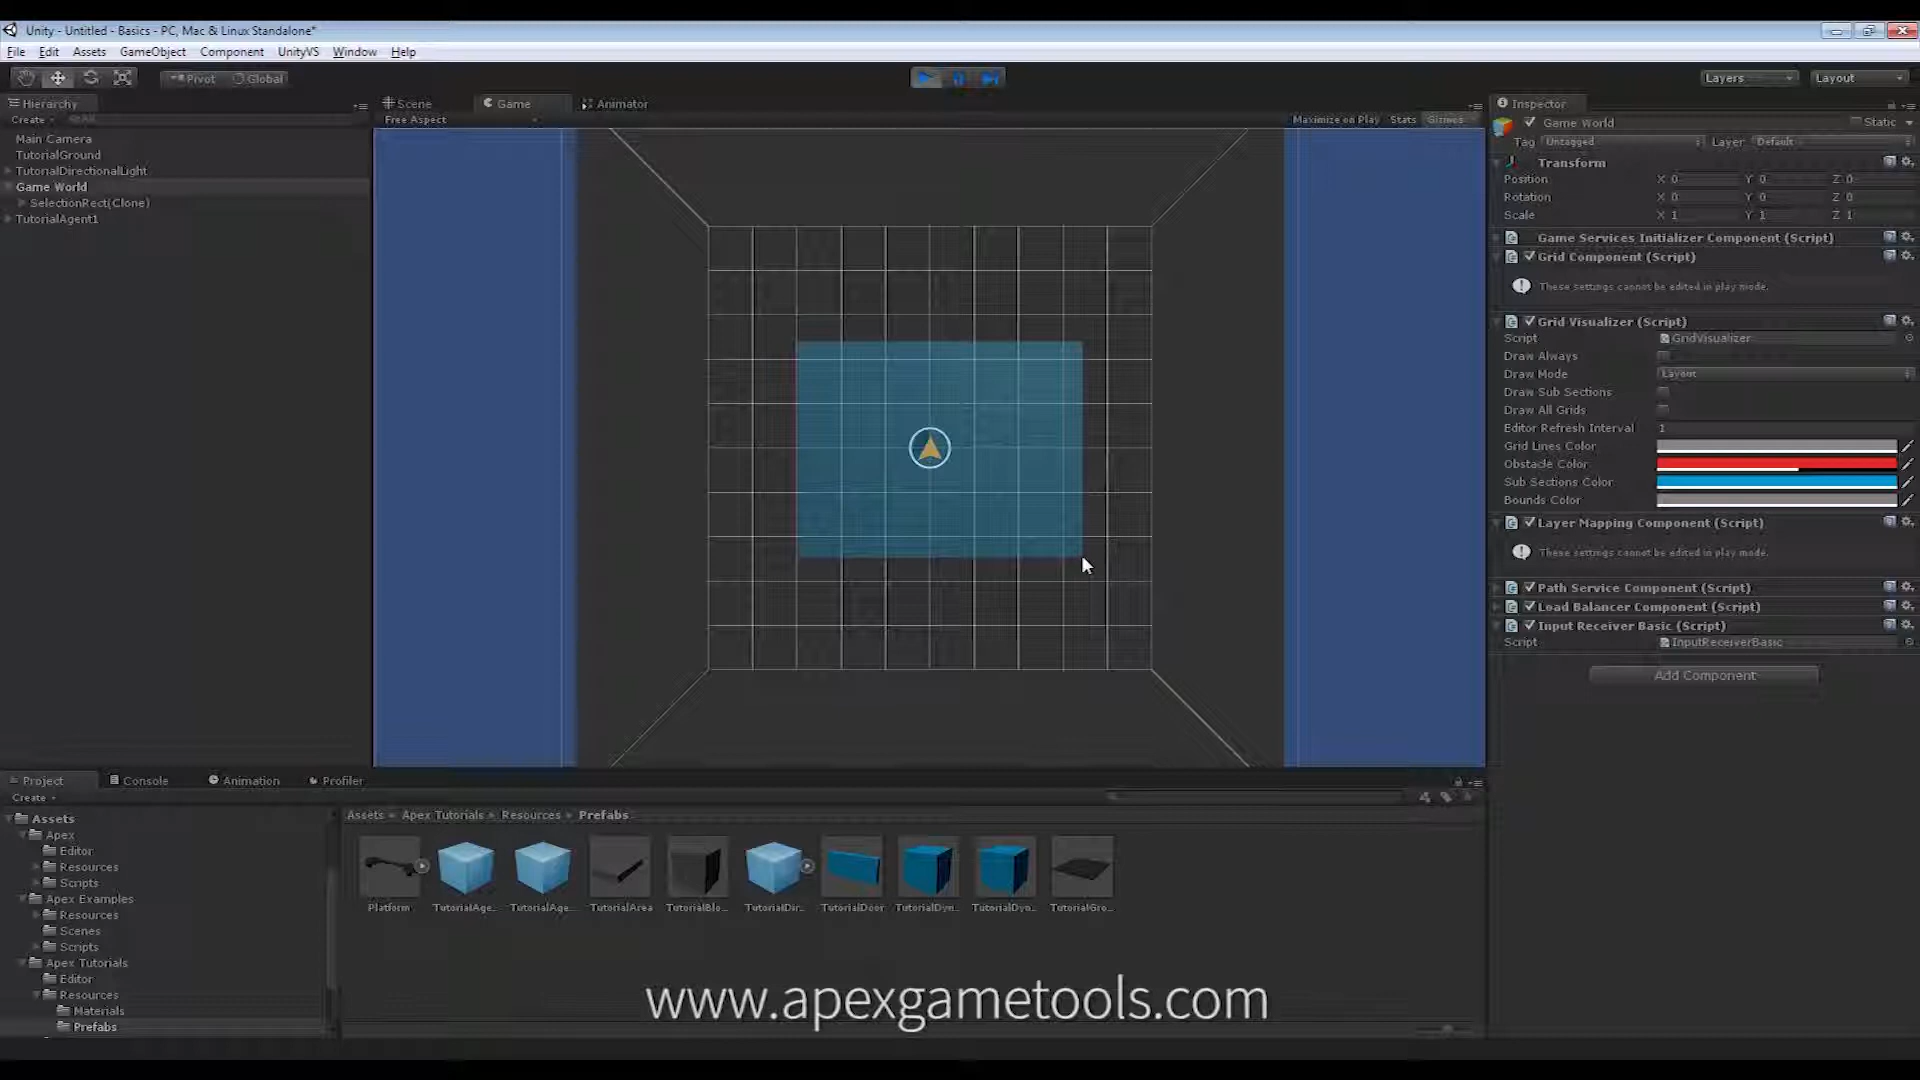 Unity - Untitled - Basics - PC, Mac & Linux Standalone*
File Edit Assets GameObject Component UnityVS Window Help
Pivot Global Layers Layout
Hierarchy
Create
Main Camera
TutorialGround
TutorialDirectionalLight
Game World
SelectionRect(Clone)
TutorialAgent1
Scene Game Animator
Free Aspect Maximize on Play Stats Gizmos
Inspector
Game World Static
Tag Untagged Layer Default
Transform
Position X 0 Y 0 Z 0
Rotation X 0 Y 0 Z 0
Scale X 1 Y 1 Z 1
Game Services Initializer Component (Script)
Grid Component (Script)
These settings cannot be edited in play mode.
Grid Visualizer (Script)
Script GridVisualizer
Draw Always
Draw Mode Layout
Draw Sub Sections
Draw All Grids
Editor Refresh Interval 1
Grid Lines Color
Obstacle Color
Sub Sections Color
Bounds Color
Layer Mapping Component (Script)
These settings cannot be edited in play mode.
Path Service Component (Script)
Load Balancer Component (Script)
Input Receiver Basic (Script)
Script InputReceiverBasic
Add Component
Project Console Animation Profiler
Create
Assets
Apex
Editor
Resources
Scripts
Apex Examples
Resources
Scenes
Scripts
Apex Tutorials
Editor
Resources
Materials
Prefabs
Assets Apex Tutorials Resources Prefabs
Platform TutorialAge... TutorialAge... TutorialArea TutorialBlo... TutorialDir... TutorialDoor TutorialDyn... TutorialDyn... TutorialGro...
www.apexgametools.com